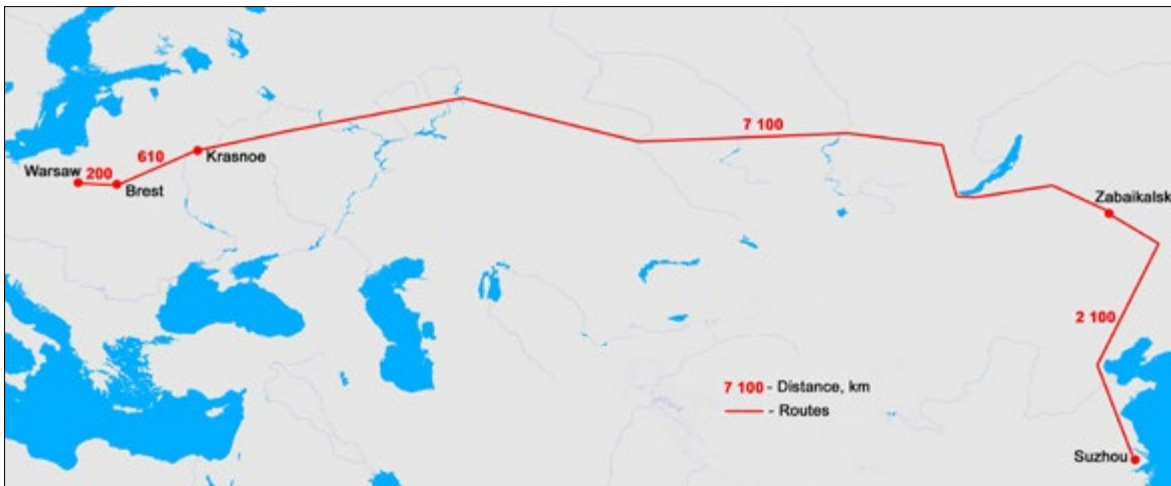 7 100
610
Krasnoe
Warsaw
200
Brest
Zabaikalsk
2 100
7 100 - Distance, km
- Routes
Suzhou